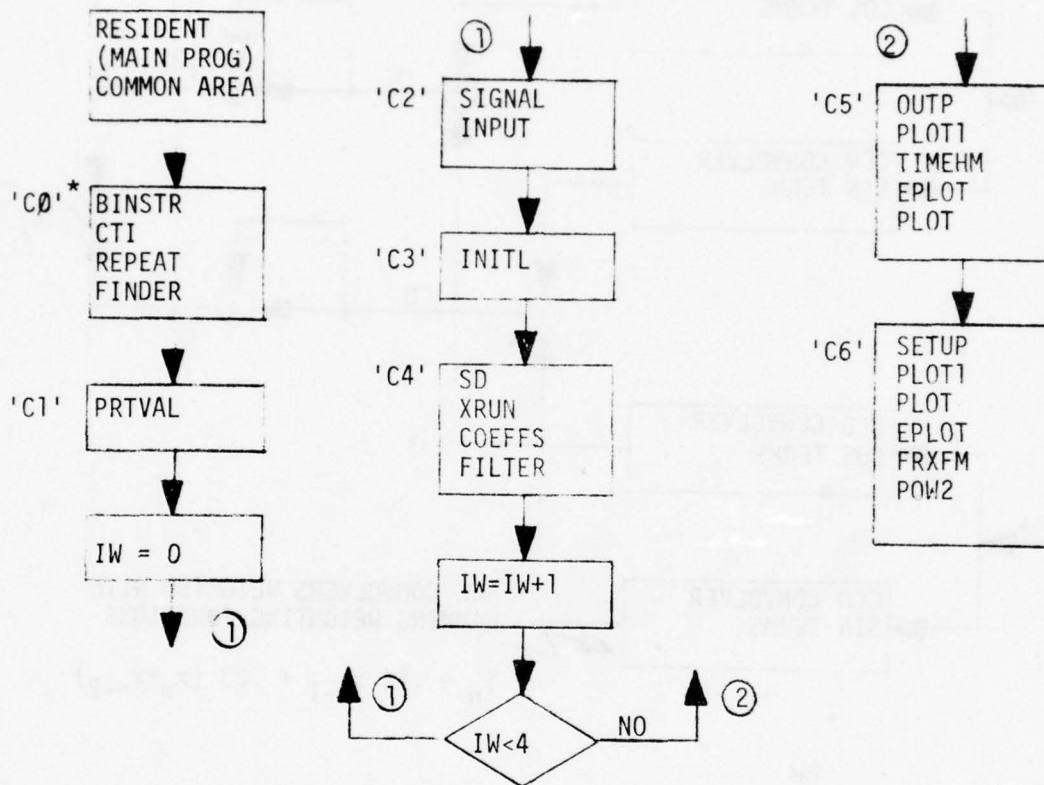 RESIDENT
(MAIN PROG)
COMMON AREA
'CØ'*
BINSTR
CTI
REPEAT
FINDER
'C1'
PRTVAL
IW = 0
1
1
'C2'
SIGNAL
INPUT
'C3'
INITL
'C4'
SD
XRUN
COEFFS
FILTER
IW=IW+1
1
IW<4
NO
2
2
'C5'
OUTP
PLOT1
TIMEHM
EPLOT
PLOT
'C6'
SETUP
PLOT1
PLOT
EPLOT
FRXFM
POW2